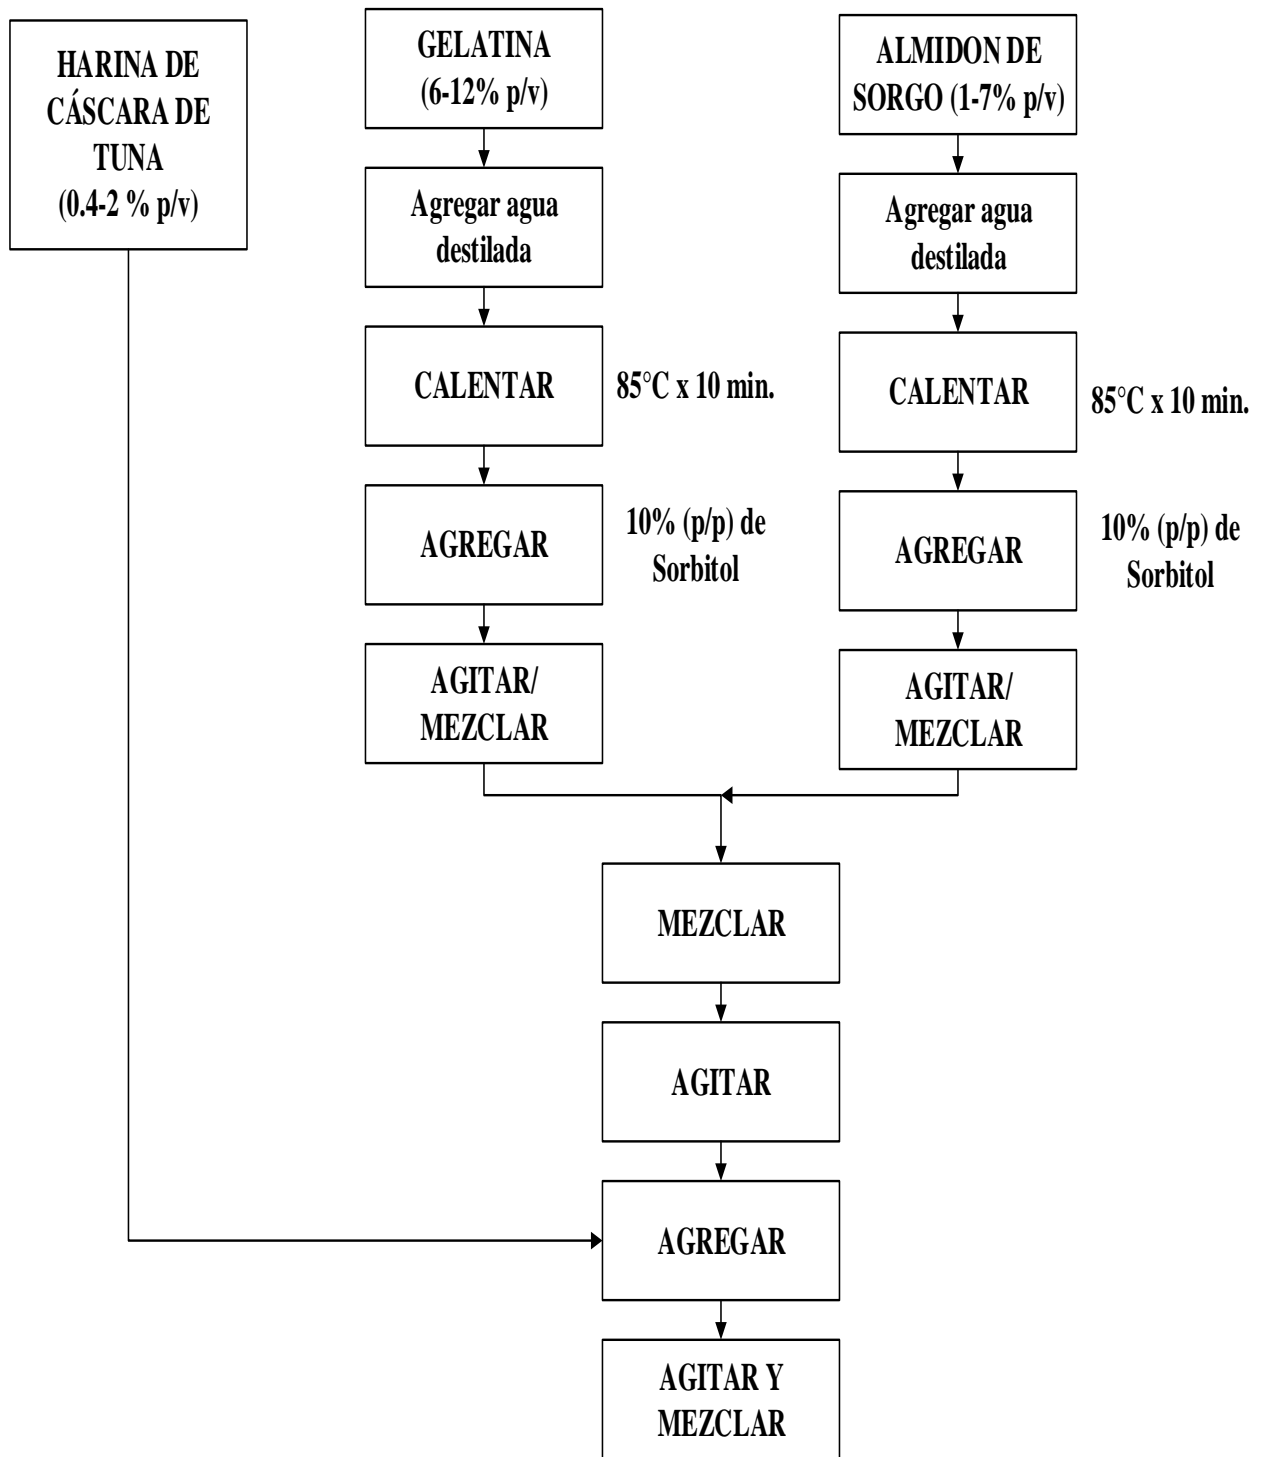 HARINA DE
CÁSCARA DE
TUNA
(0.4-2 % p/v)
GELATINA
(6-12% p/v)
Agregar agua
destilada
CALENTAR
85°C x 10 min.
AGREGAR
10% (p/p) de
Sorbitol
AGITAR/
MEZCLAR
ALMIDON DE
SORGO (1-7% p/v)
Agregar agua
destilada
CALENTAR
85°C x 10 min.
AGREGAR
10% (p/p) de
Sorbitol
AGITAR/
MEZCLAR
MEZCLAR
AGITAR
AGREGAR
AGITAR Y
MEZCLAR